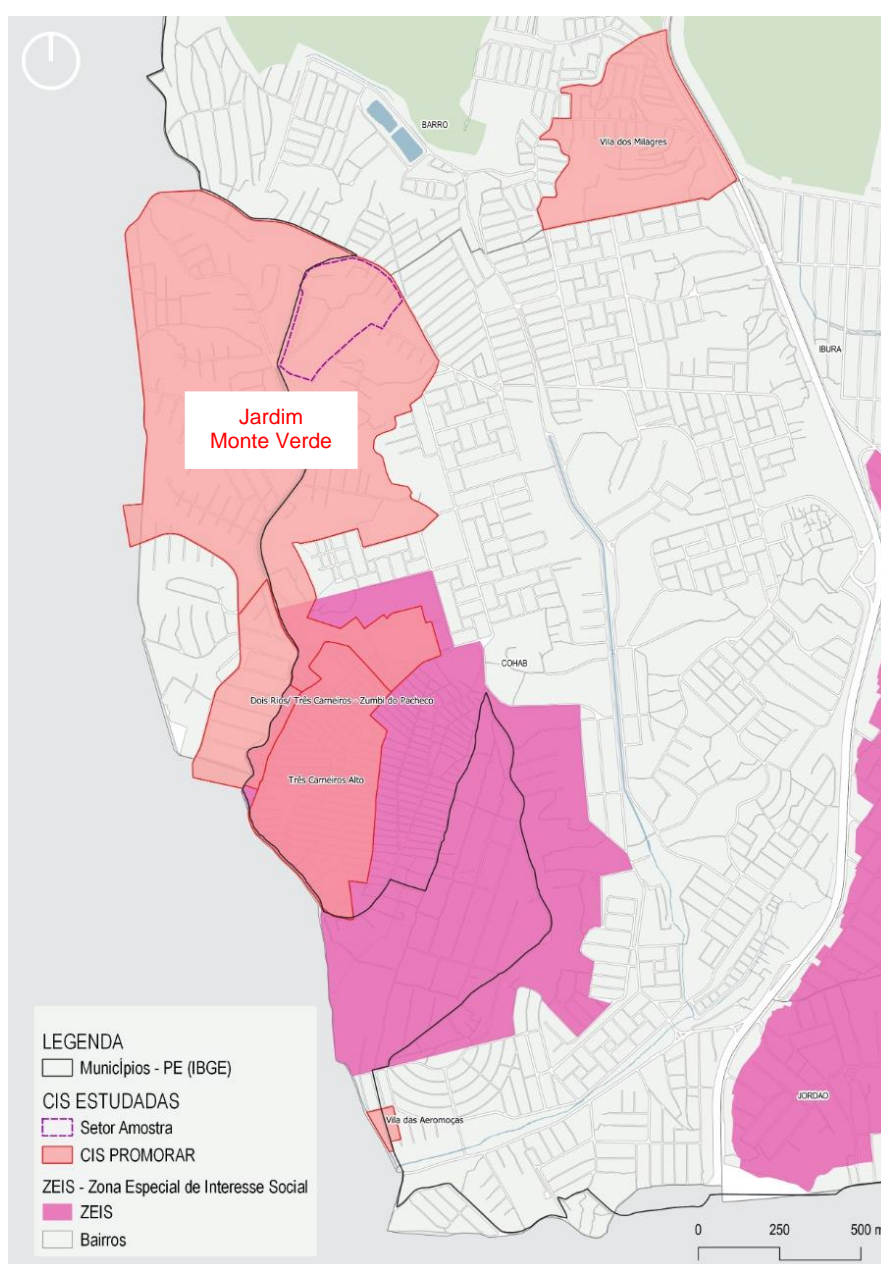 BARRO
Vila dos Milagres
IBURA
Jardim
Monte Verde
COHAB
Dois Rios/ Três Carneiros - Zumbi do Pacheco
Três Carneiros Alto
JORDAO
Vila das Aeromoças
LEGENDA
Municípios - PE (IBGE)
CIS ESTUDADAS
Setor Amostra
CIS PROMORAR
ZEIS - Zona Especial de Interesse Social
ZEIS
Bairros
0 250 500 m